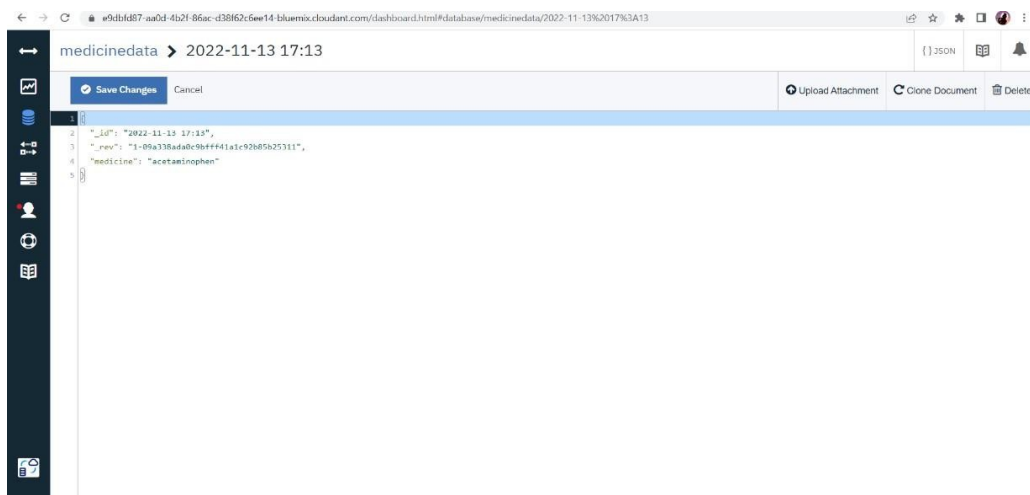 e9dbfd87-aa0d-4b2f-86ac-d38f62c6ee14-bluemix.cloudant.com/dashboard.html#database/medicinedata/2022-11-13%2017%3A13
medicinedata > 2022-11-13 17:13
{ } JSON
Save Changes Cancel
Upload Attachment Clone Document Delete
1 {
2 "_id": "2022-11-13 17:13",
3 "_rev": "1-09a338ada0c9bfff41a1c92b85b25311",
4 "medicine": "acetaminophen"
5 }